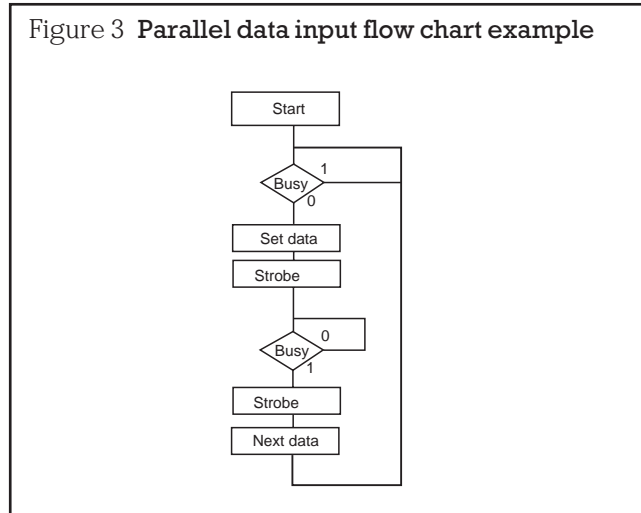 Figure 3 Parallel data input flow chart example
Start
Busy
1
0
Set data
Strobe
Busy
0
1
Strobe
Next data